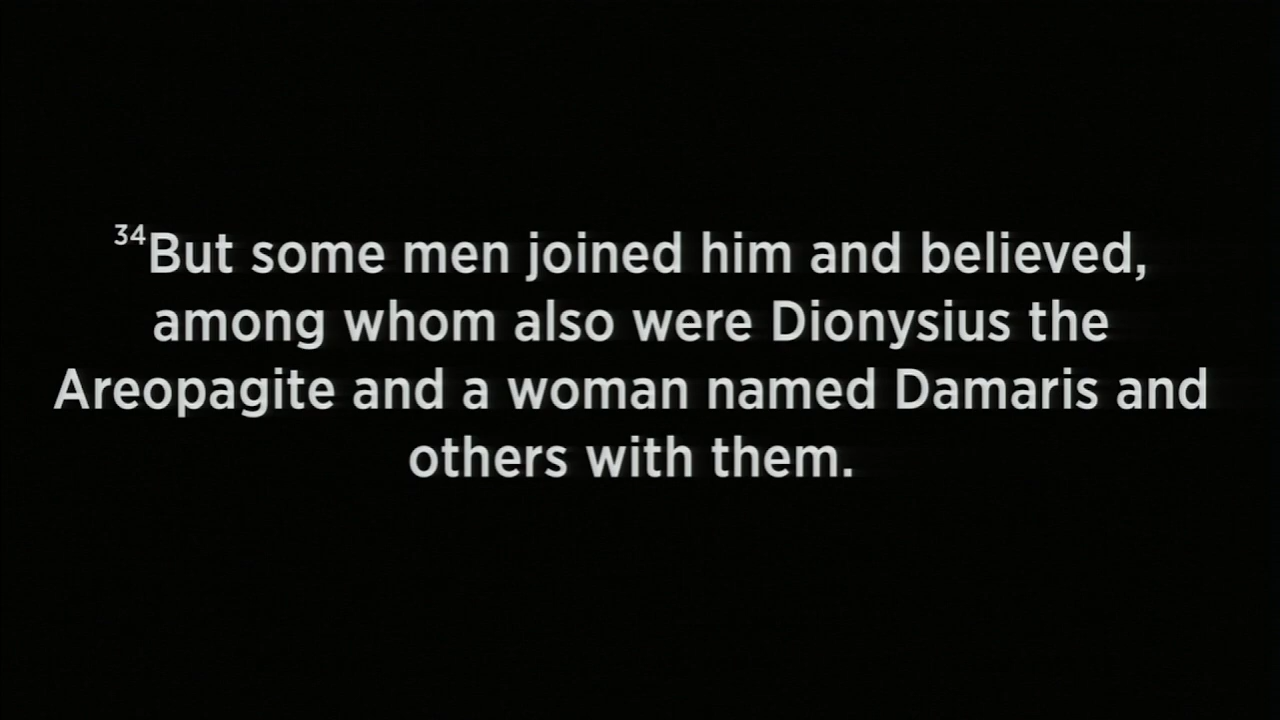 34But some men joined him and believed,
among whom also were Dionysius the
Areopagite and a woman named Damaris and
others with them.